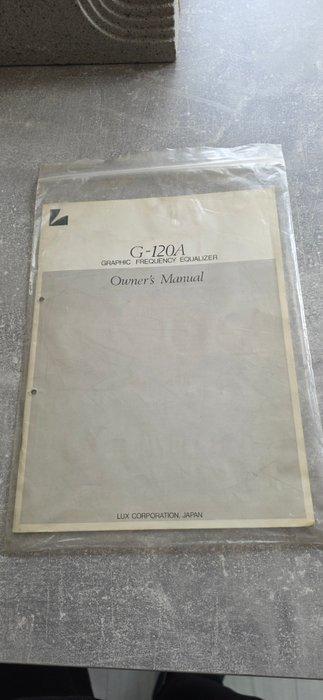 G-120A
GRAPHIC FREQUENCY EQUALIZER
Owner's Manual
LUX CORPORATION, JAPAN